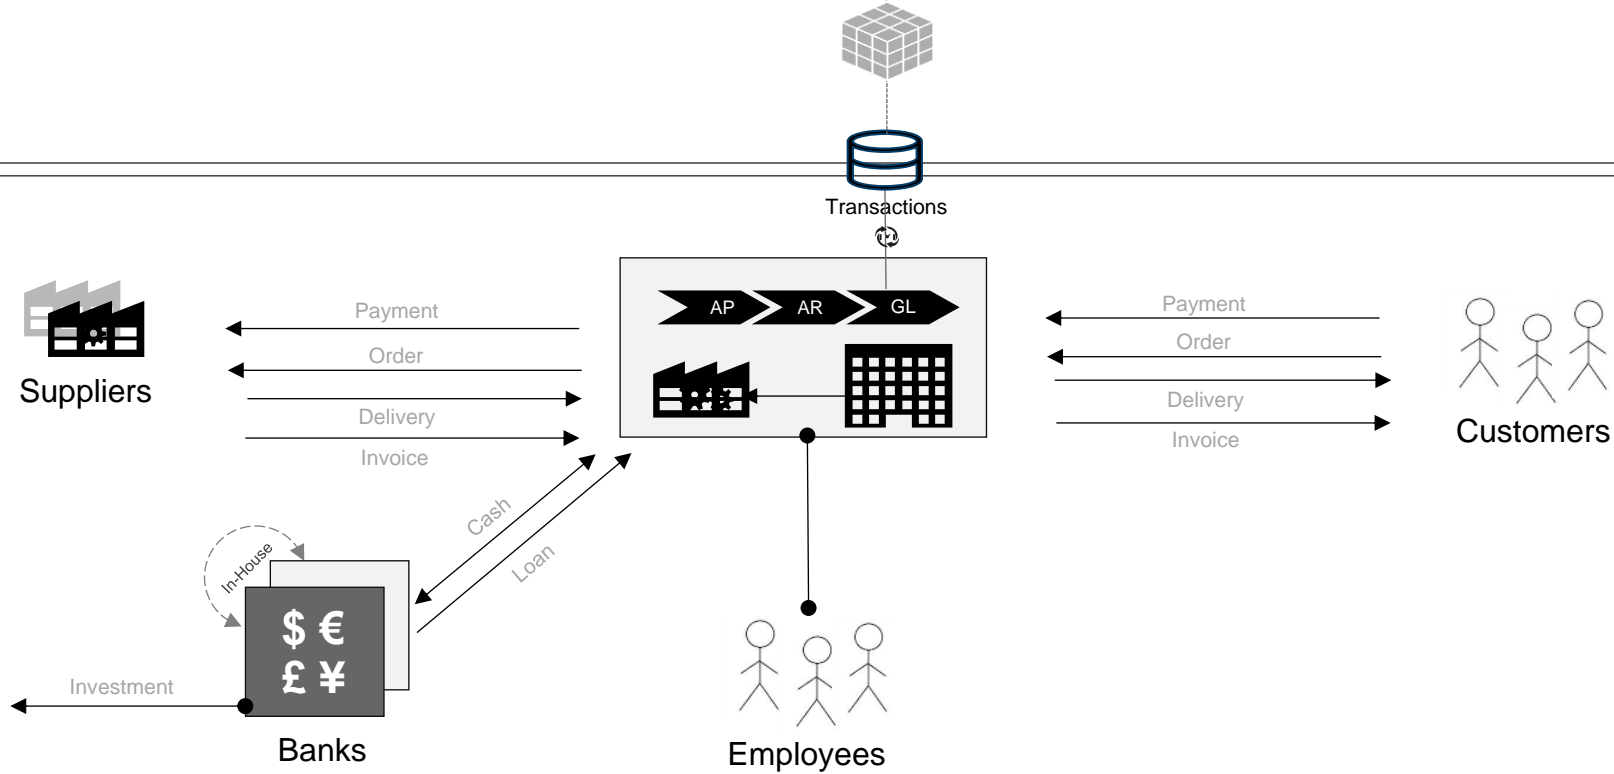 Transactions
AP
AR
GL
Payment
Order
Delivery
Invoice
Suppliers
Payment
Order
Delivery
Invoice
Customers
Cash
Loan
In-House
$ €
£ ¥
Investment
Banks
Employees